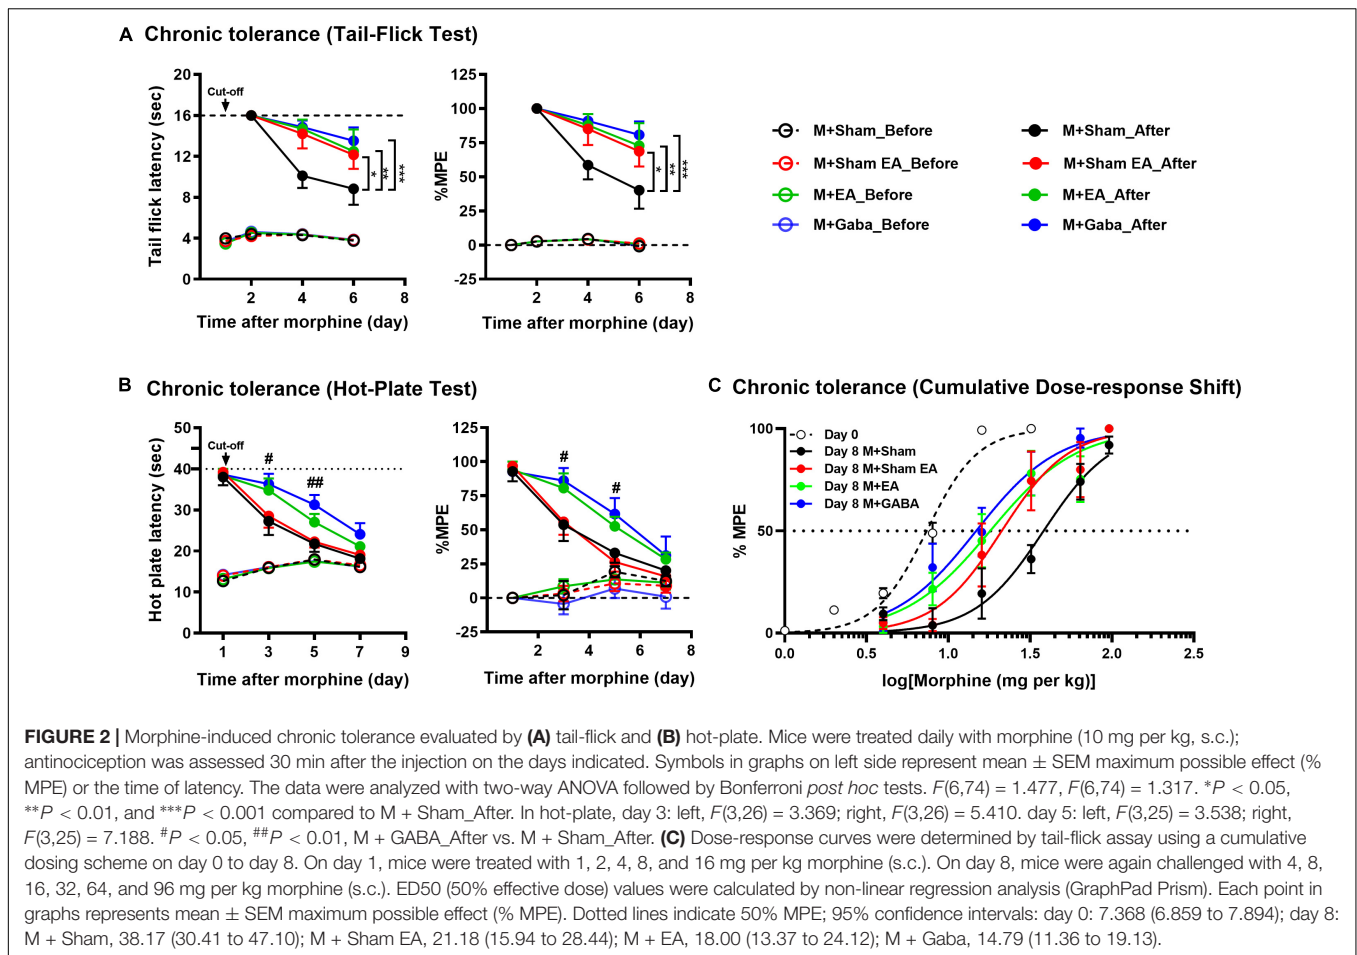 A Chronic tolerance (Tail-Flick Test)
Tail flick latency (sec)
20
16
12
8
4
0
Cut-off
*
**
***
2 4 6 8
Time after morphine (day)
%MPE
125
100
75
50
25
0
-25
*
**
***
2 4 6 8
Time after morphine (day)
M+Sham_Before
M+Sham EA_Before
M+EA_Before
M+Gaba_Before
M+Sham_After
M+Sham EA_After
M+EA_After
M+Gaba_After
B Chronic tolerance (Hot-Plate Test)
Hot plate latency (sec)
50
40
30
20
10
0
Cut-off
#
##
1 3 5 7 9
Time after morphine (day)
%MPE
125
100
75
50
25
0
-25
#
#
0 2 4 6 8
Time after morphine (day)
C Chronic tolerance (Cumulative Dose-response Shift)
% MPE
100
50
0
Day 0
Day 8 M+Sham
Day 8 M+Sham EA
Day 8 M+EA
Day 8 M+GABA
0.0 0.5 1.0 1.5 2.0 2.5
log[Morphine (mg per kg)]
FIGURE 2 | Morphine-induced chronic tolerance evaluated by (A) tail-flick and (B) hot-plate. Mice were treated daily with morphine (10 mg per kg, s.c.);
antinociception was assessed 30 min after the injection on the days indicated. Symbols in graphs on left side represent mean ± SEM maximum possible effect (%
MPE) or the time of latency. The data were analyzed with two-way ANOVA followed by Bonferroni post hoc tests. F(6,74) = 1.477, F(6,74) = 1.317. *P < 0.05,
**P < 0.01, and ***P < 0.001 compared to M + Sham_After. In hot-plate, day 3: left, F(3,26) = 3.369; right, F(3,26) = 5.410. day 5: left, F(3,25) = 3.538; right,
F(3,25) = 7.188. #P < 0.05, ##P < 0.01, M + GABA_After vs. M + Sham_After. (C) Dose-response curves were determined by tail-flick assay using a cumulative
dosing scheme on day 0 to day 8. On day 1, mice were treated with 1, 2, 4, 8, and 16 mg per kg morphine (s.c.). On day 8, mice were again challenged with 4, 8,
16, 32, 64, and 96 mg per kg morphine (s.c.). ED50 (50% effective dose) values were calculated by non-linear regression analysis (GraphPad Prism). Each point in
graphs represents mean ± SEM maximum possible effect (% MPE). Dotted lines indicate 50% MPE; 95% confidence intervals: day 0: 7.368 (6.859 to 7.894); day 8:
M + Sham, 38.17 (30.41 to 47.10); M + Sham EA, 21.18 (15.94 to 28.44); M + EA, 18.00 (13.37 to 24.12); M + Gaba, 14.79 (11.36 to 19.13).